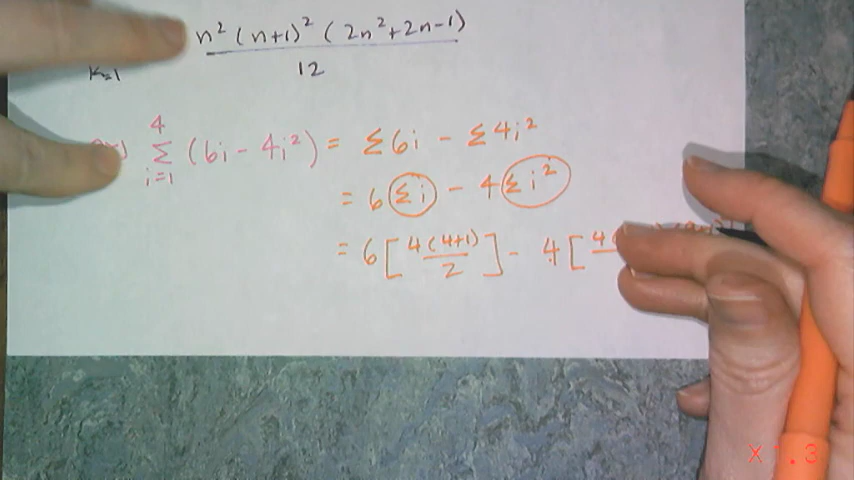 n² (n+1)² (2n²+2n-1)
12
K=1
4
Σ (6i - 4i²) = Σ6i - Σ4i²
i=1
= 6 Σi - 4 Σi²
= 6 [ 4(4+1) / 2 ] - 4 [ 4(
X 1.3